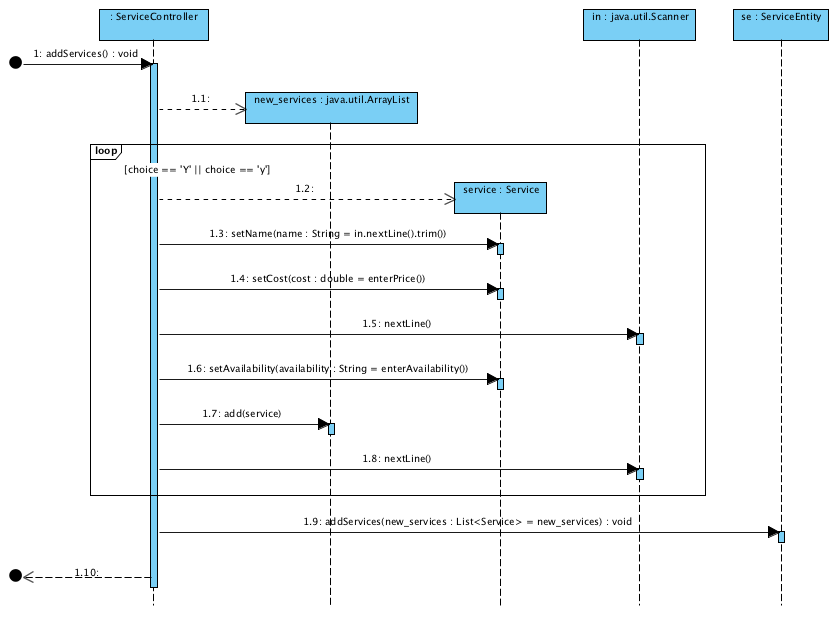 : ServiceController
in : java.util.Scanner
se : ServiceEntity
1: addServices() : void
1.1:
new_services : java.util.ArrayList
loop
[choice == 'Y' || choice == 'y']
1.2:
service : Service
1.3: setName(name : String = in.nextLine().trim())
1.4: setCost(cost : double = enterPrice())
1.5: nextLine()
1.6: setAvailability(availability : String = enterAvailability())
1.7: add(service)
1.8: nextLine()
1.9: addServices(new_services : List<Service> = new_services) : void
1.10: